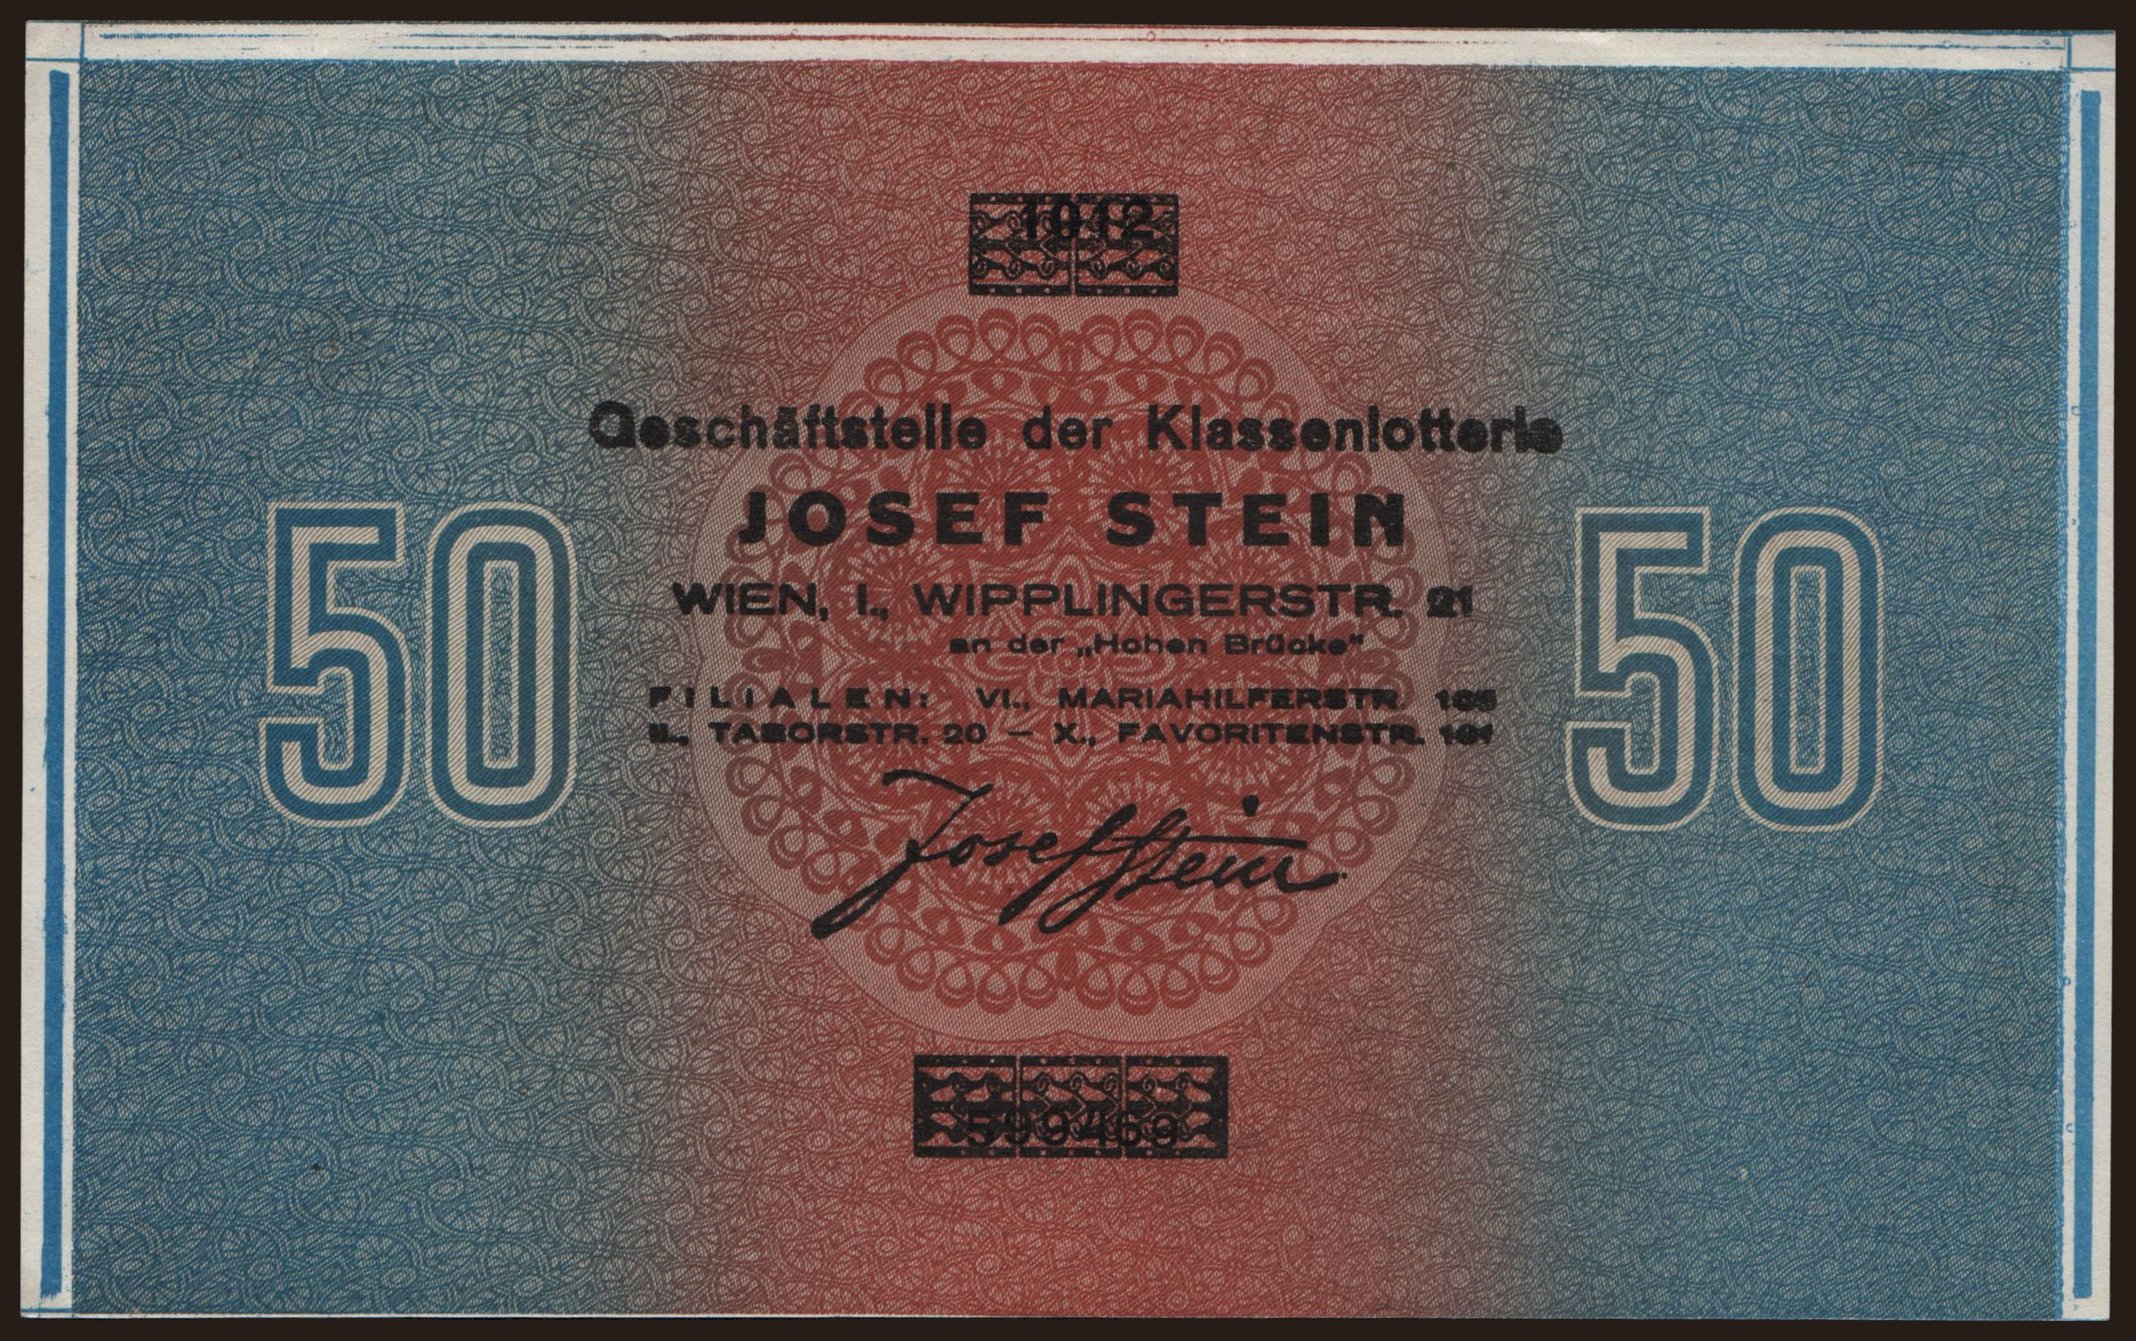 1012
Geschäftstelle der Klassenlotterie
JOSEF STEIN
50
50
WIEN, I., WIPPLINGERSTR. 21
an der „Hohen Brücke"
FILIALEN: VI., MARIAHILFERSTR. 105
II., TABORSTR. 20 — X., FAVORITENSTR. 101
Josef Stein
599469